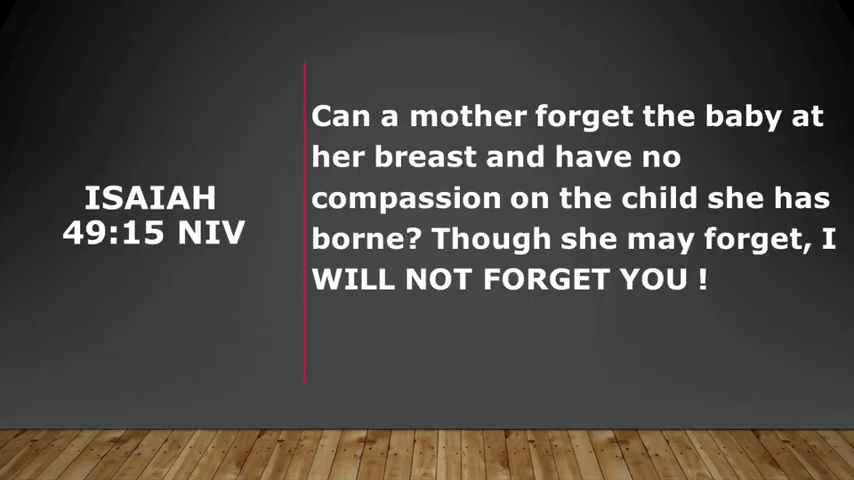 ISAIAH
49:15 NIV
Can a mother forget the baby at
her breast and have no
compassion on the child she has
borne? Though she may forget, I
WILL NOT FORGET YOU !